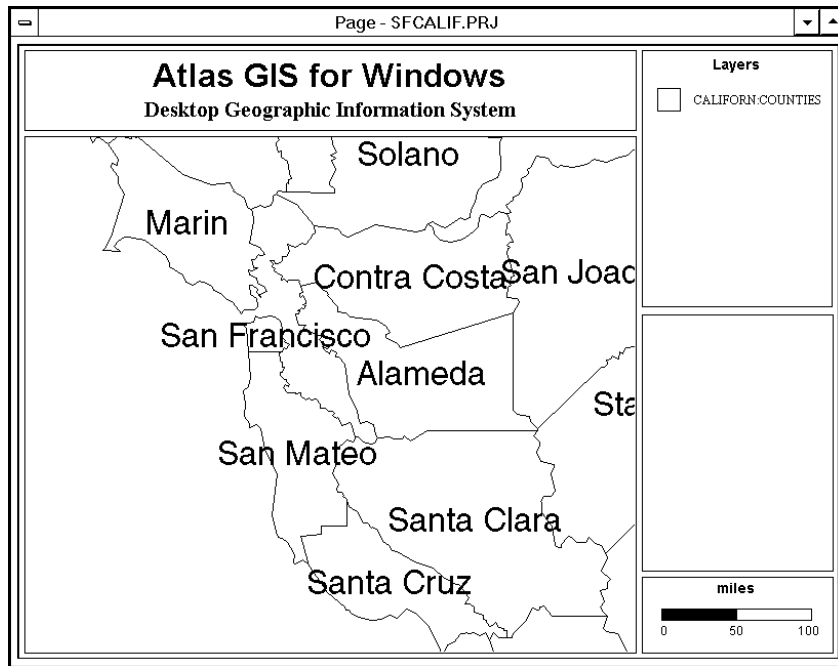 Page - SFCALIF.PRJ
Atlas GIS for Windows
Desktop Geographic Information System
Layers
CALIFORN:COUNTIES
Solano
Marin
Contra Costa
San Joaq
San Francisco
Alameda
Sta
San Mateo
Santa Clara
Santa Cruz
miles
0 50 100